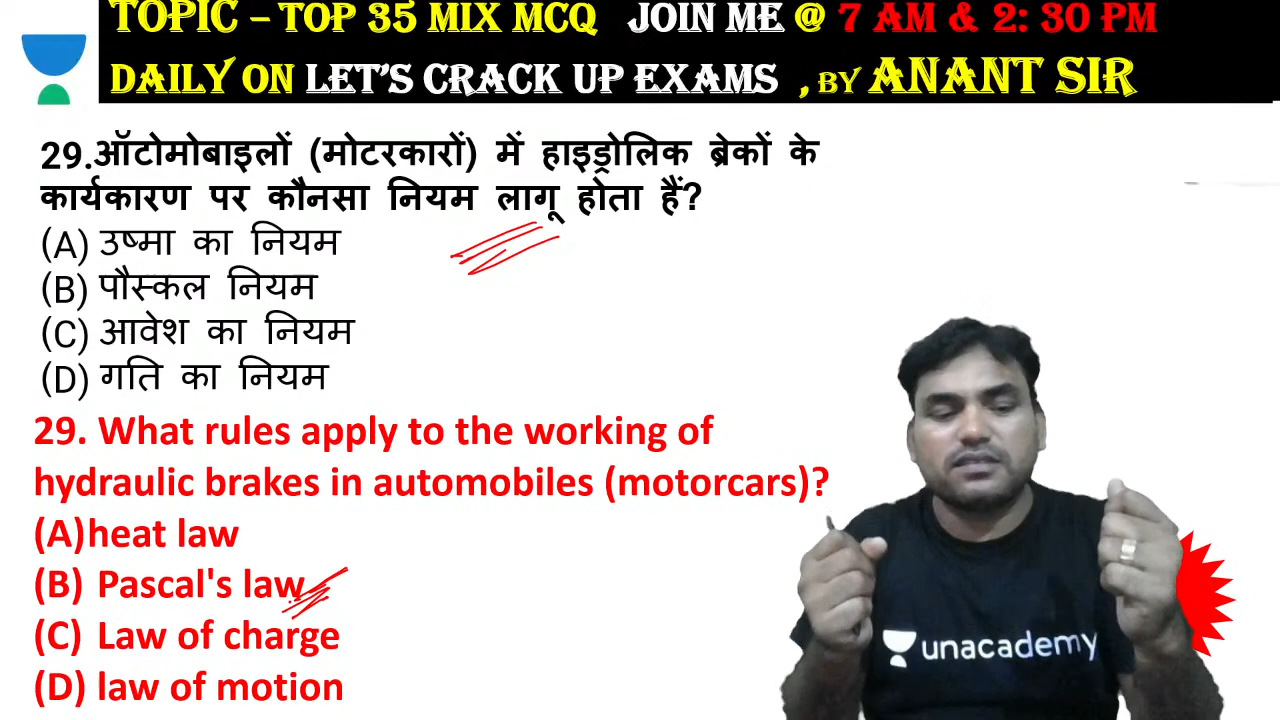 TOPIC – TOP 35 MIX MCQ JOIN ME @ 7 AM & 2: 30 PM
DAILY ON LET'S CRACK UP EXAMS , BY ANANT SIR
29.ऑटोमोबाइलों (मोटरकारों) में हाइड्रोलिक ब्रेकों के
कार्यकारण पर कौनसा नियम लागू होता हैं?
(A) उष्मा का नियम
(B) पौस्कल नियम
(C) आवेश का नियम
(D) गति का नियम
29. What rules apply to the working of
hydraulic brakes in automobiles (motorcars)?
(A)heat law
(B) Pascal's law
(C) Law of charge
(D) law of motion
unacademy